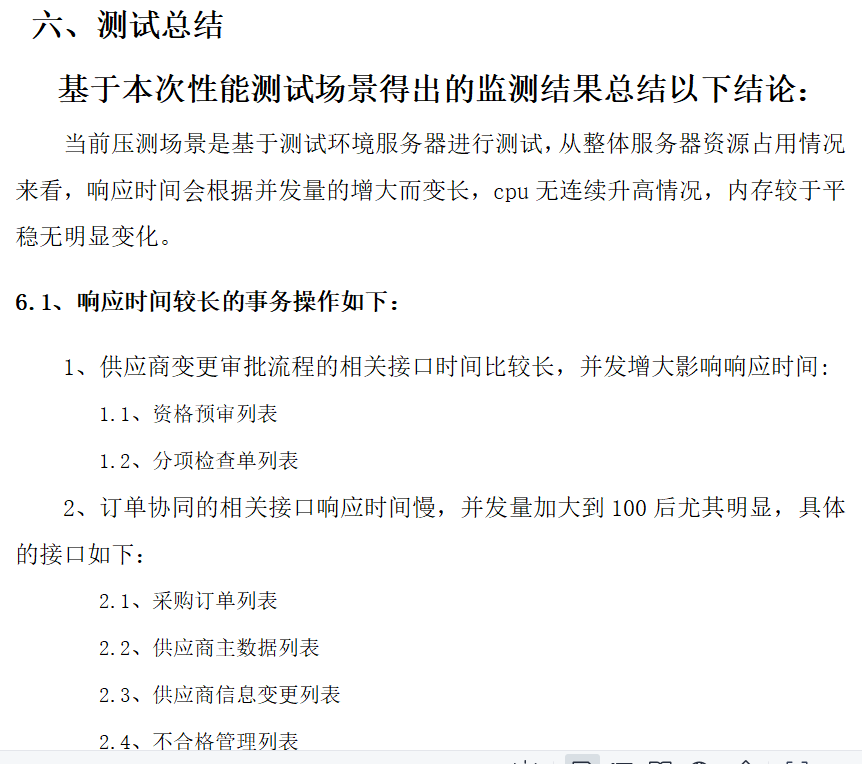 六、测试总结
基于本次性能测试场景得出的监测结果总结以下结论：
当前压测场景是基于测试环境服务器进行测试，从整体服务器资源占用情况
来看，响应时间会根据并发量的增大而变长，cpu 无连续升高情况，内存较于平
稳无明显变化。
6.1、响应时间较长的事务操作如下：
1、供应商变更审批流程的相关接口时间比较长，并发增大影响响应时间：
1.1、资格预审列表
1.2、分项检查单列表
2、订单协同的相关接口响应时间慢，并发量加大到 100 后尤其明显，具体
的接口如下：
2.1、采购订单列表
2.2、供应商主数据列表
2.3、供应商信息变更列表
2.4、不合格管理列表